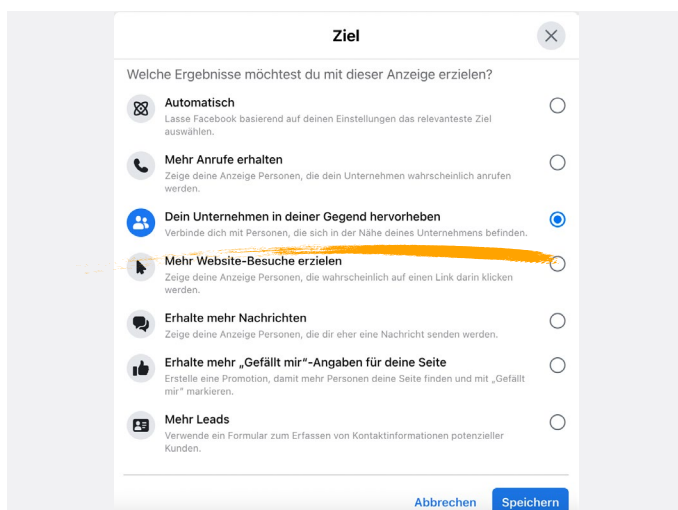 Ziel
Welche Ergebnisse möchtest du mit dieser Anzeige erzielen?
Automatisch
Lasse Facebook basierend auf deinen Einstellungen das relevanteste Ziel
auswählen.
Mehr Anrufe erhalten
Zeige deine Anzeige Personen, die dein Unternehmen wahrscheinlich anrufen
werden.
Dein Unternehmen in deiner Gegend hervorheben
Verbinde dich mit Personen, die sich in der Nähe deines Unternehmens befinden.
Mehr Website-Besuche erzielen
Zeige deine Anzeige Personen, die wahrscheinlich auf einen Link darin klicken
werden.
Erhalte mehr Nachrichten
Zeige deine Anzeige Personen, die dir eher eine Nachricht senden werden.
Erhalte mehr „Gefällt mir"-Angaben für deine Seite
Erstelle eine Promotion, damit mehr Personen deine Seite finden und mit „Gefällt
mir" markieren.
Mehr Leads
Verwende ein Formular zum Erfassen von Kontaktinformationen potenzieller
Kunden.
Abbrechen Speichern